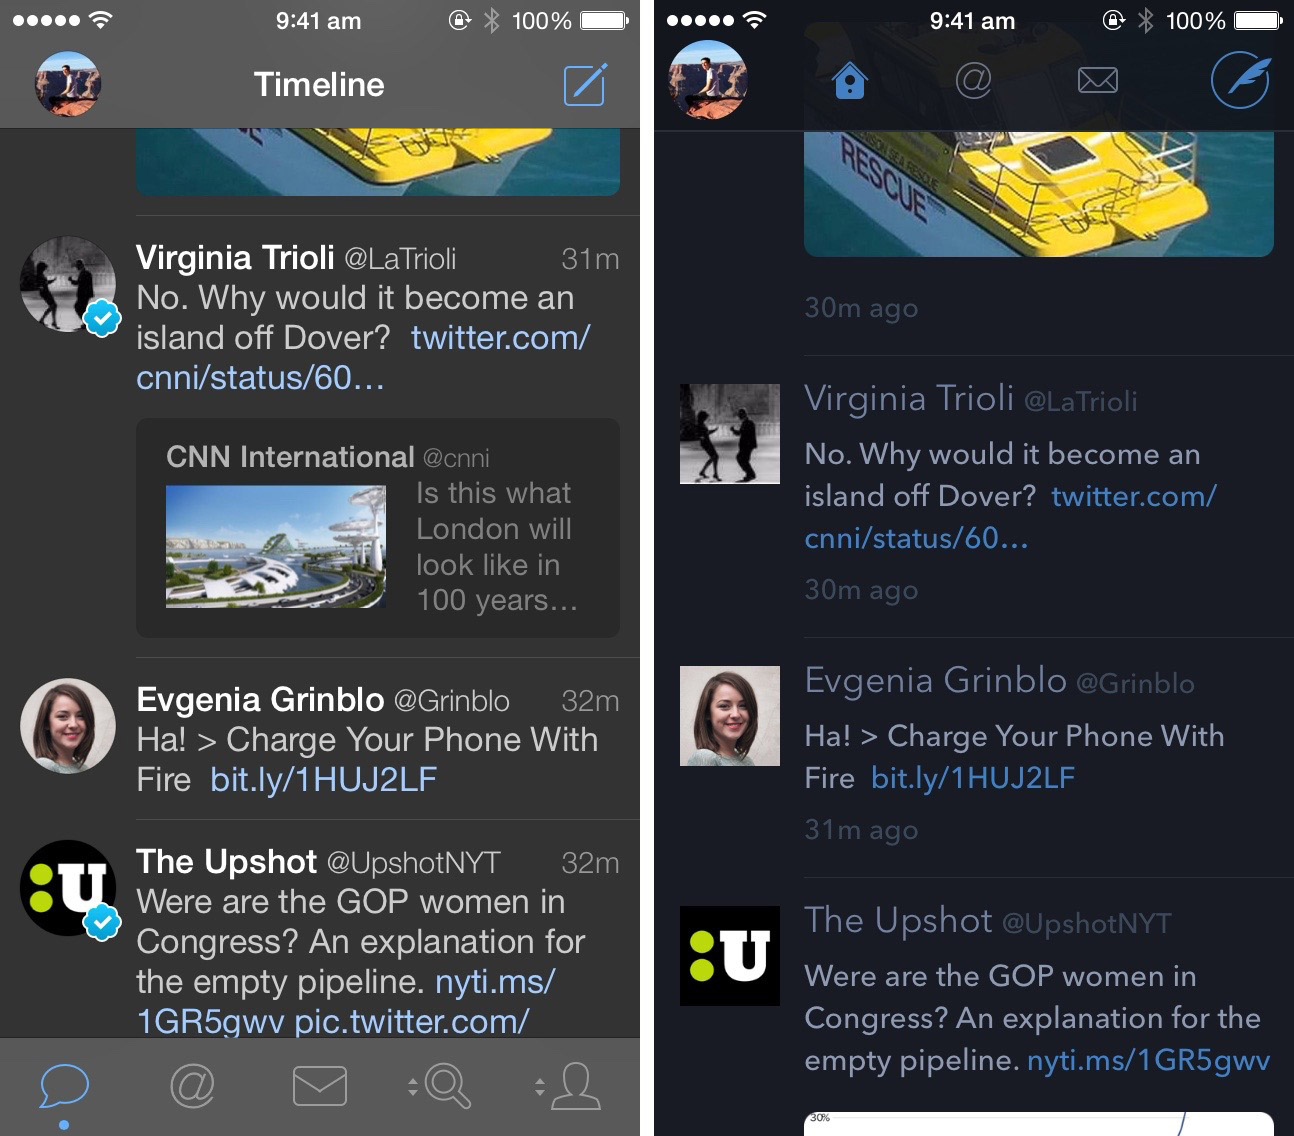 9:41 am
100%
Timeline
RESCUE
Virginia Trioli @LaTrioli 31m
No. Why would it become an
island off Dover? twitter.com/
cnni/status/60…
CNN International @cnni
Is this what
London will
look like in
100 years…
Evgenia Grinblo @Grinblo 32m
Ha! > Charge Your Phone With
Fire bit.ly/1HUJ2LF
:U
The Upshot @UpshotNYT 32m
Were are the GOP women in
Congress? An explanation for
the empty pipeline. nyti.ms/
1GR5gwv pic.twitter.com/
@
9:41 am
100%
@
SEA RESCUE
RESCUE
30m ago
Virginia Trioli @LaTrioli
No. Why would it become an
island off Dover? twitter.com/
cnni/status/60…
30m ago
Evgenia Grinblo @Grinblo
Ha! > Charge Your Phone With
Fire bit.ly/1HUJ2LF
31m ago
:U
The Upshot @UpshotNYT
Were are the GOP women in
Congress? An explanation for the
empty pipeline. nyti.ms/1GR5gwv
30%